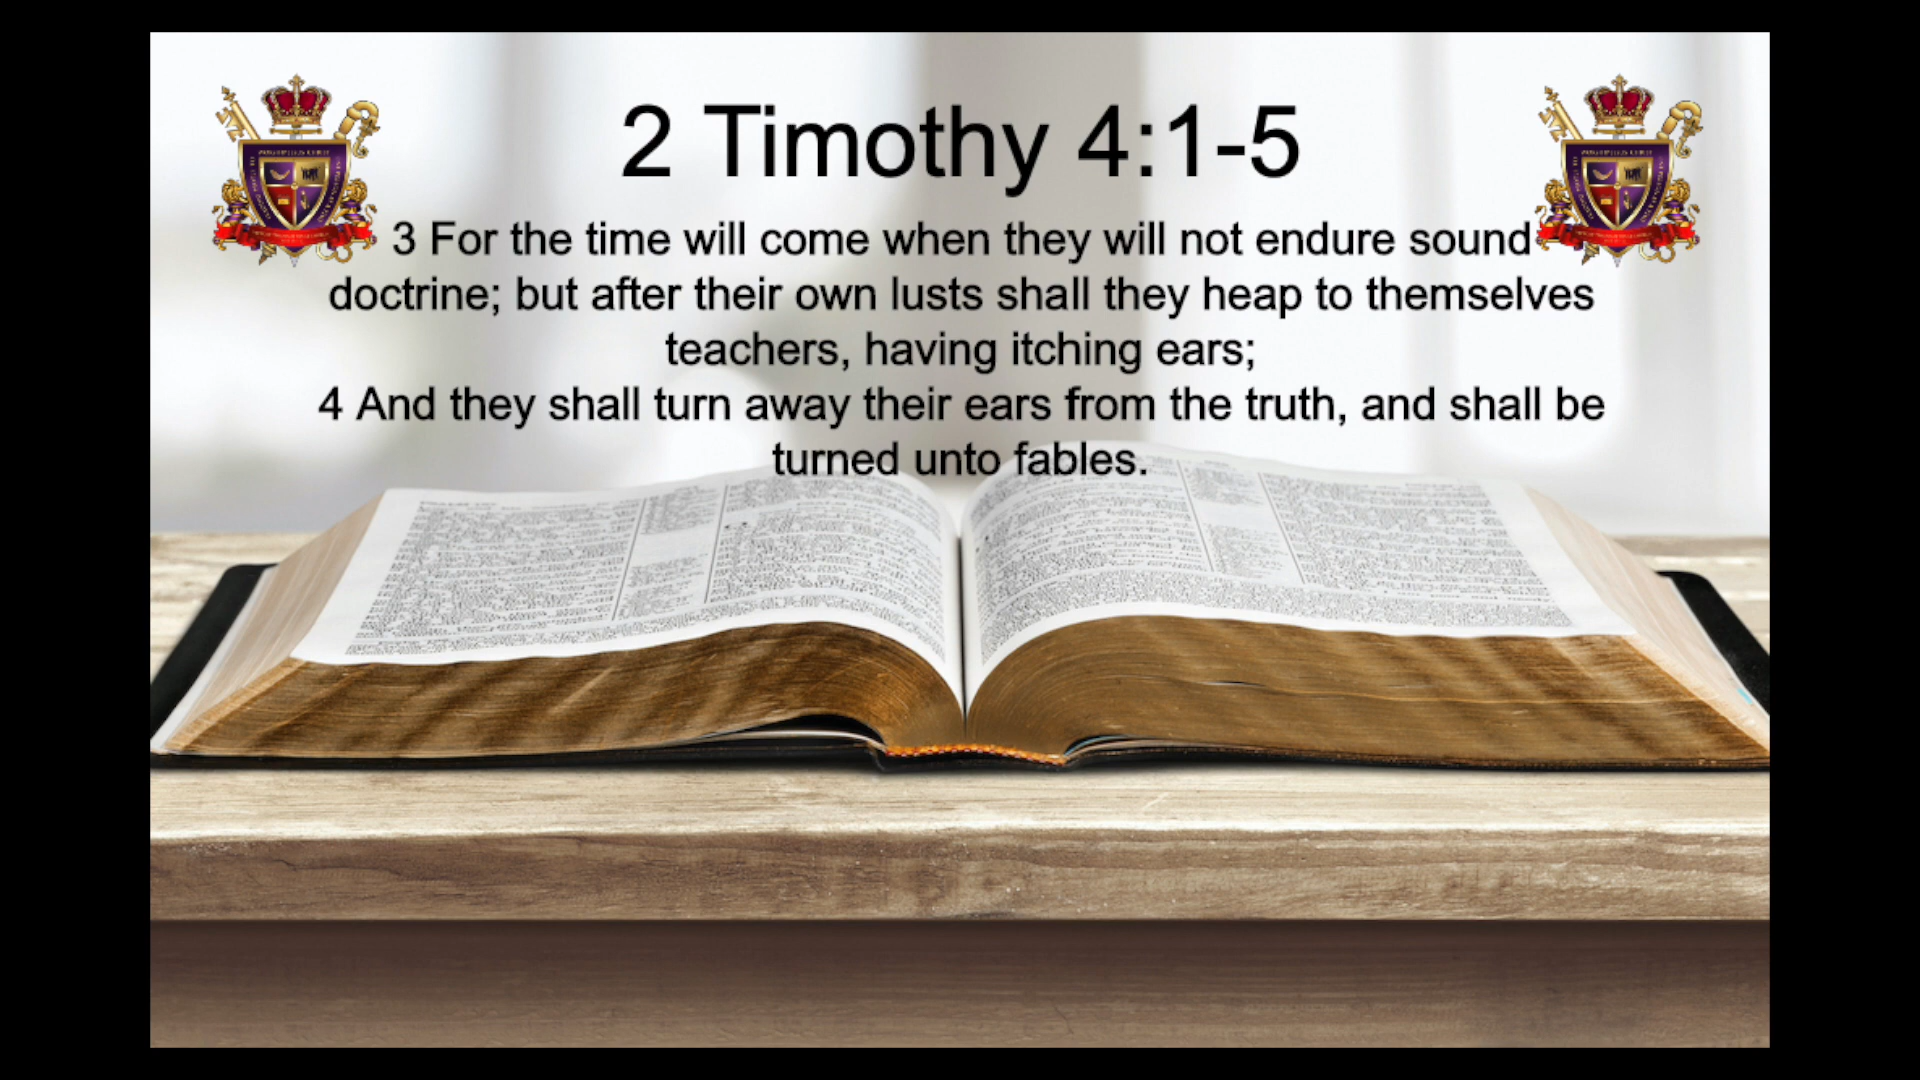 2 Timothy 4:1-5
3 For the time will come when they will not endure sound
doctrine; but after their own lusts shall they heap to themselves
teachers, having itching ears;
4 And they shall turn away their ears from the truth, and shall be
turned unto fables.